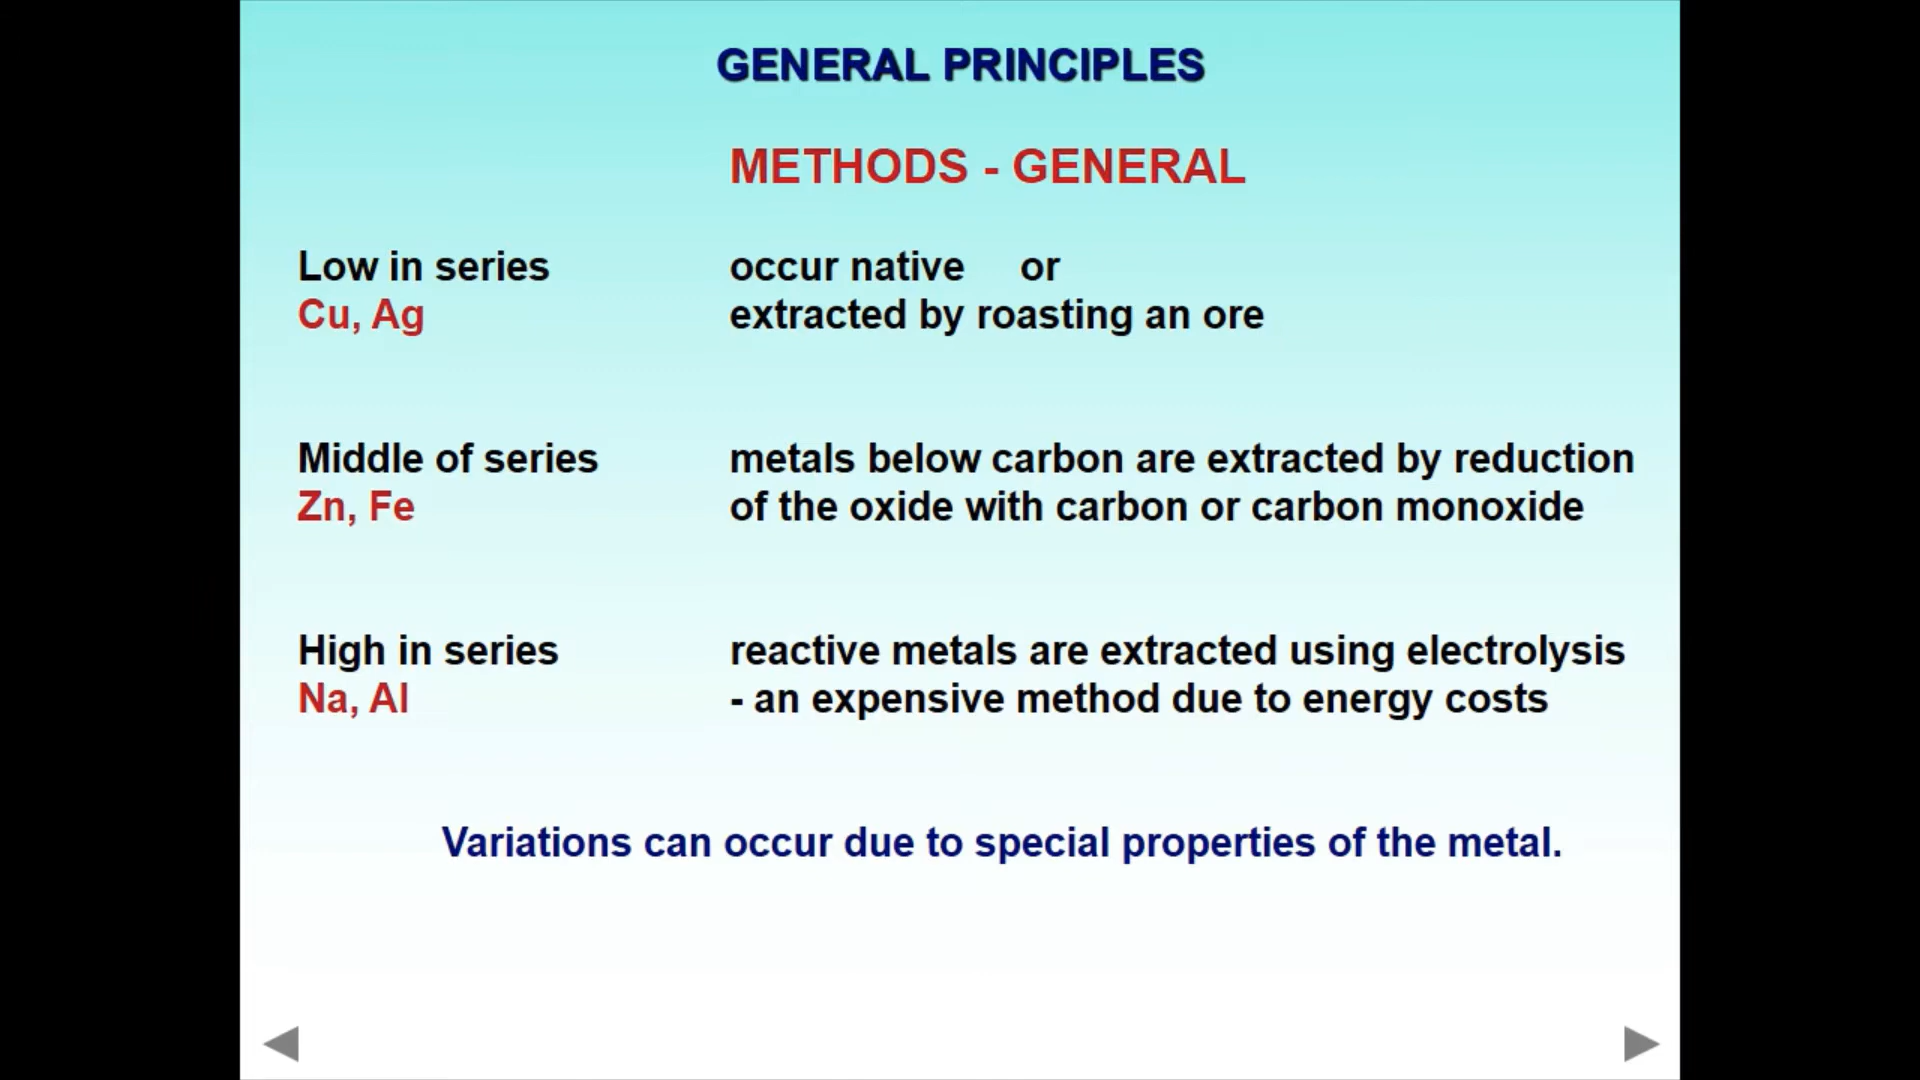 GENERAL PRINCIPLES
METHODS - GENERAL
Low in series occur native or
Cu, Ag extracted by roasting an ore
Middle of series metals below carbon are extracted by reduction
Zn, Fe of the oxide with carbon or carbon monoxide
High in series reactive metals are extracted using electrolysis
Na, Al - an expensive method due to energy costs
Variations can occur due to special properties of the metal.